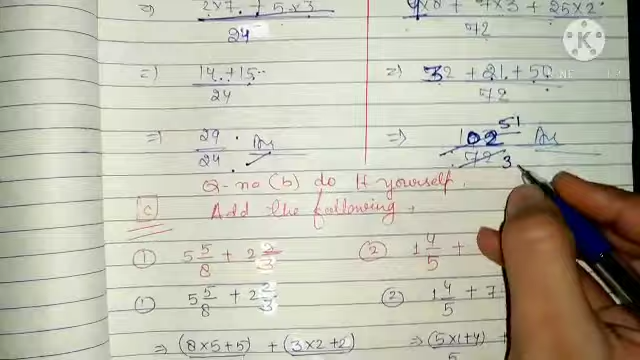 ⇒ 2×7 + 5×3 / 24
⇒ 14 + 15 / 24
⇒ 29 / 24 Ans
×8 + 7×3 + 25×2 / 72
⇒ 32 + 21 + 50 / 72
⇒ 102 51 / 72 3 Ans
Q-no (b) do It yourself.
C Add the following,
① 5 5/8 + 2 2/3
② 1 4/5 +
① 5 5/8 + 2 2/3
② 1 4/5 + 7
⇒ (8×5+5) + (3×2+2)
⇒ (5×1+4) + / 5
K